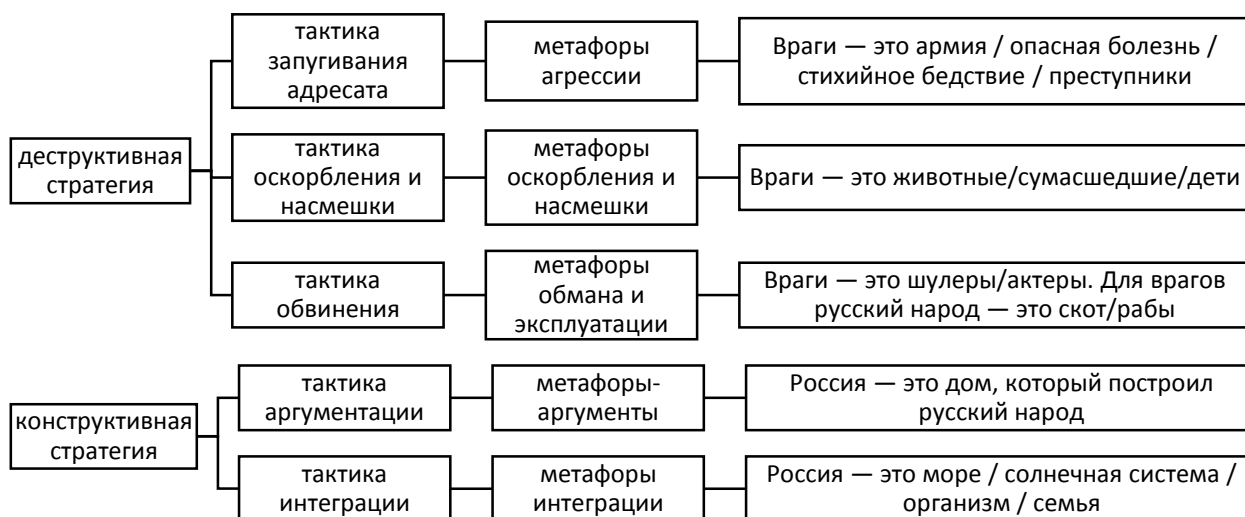 тактика
запугивания
адресата
метафоры
агрессии
Враги — это армия / опасная болезнь /
стихийное бедствие / преступники
деструктивная
стратегия
тактика
оскорбления и
насмешки
метафоры
оскорбления и
насмешки
Враги — это животные/сумасшедшие/дети
тактика
обвинения
метафоры
обмана и
эксплуатации
Враги — это шулеры/актеры. Для врагов
русский народ — это скот/рабы
конструктивная
стратегия
тактика
аргументации
метафоры-
аргументы
Россия — это дом, который построил
русский народ
тактика
интеграции
метафоры
интеграции
Россия — это море / солнечная система /
организм / семья